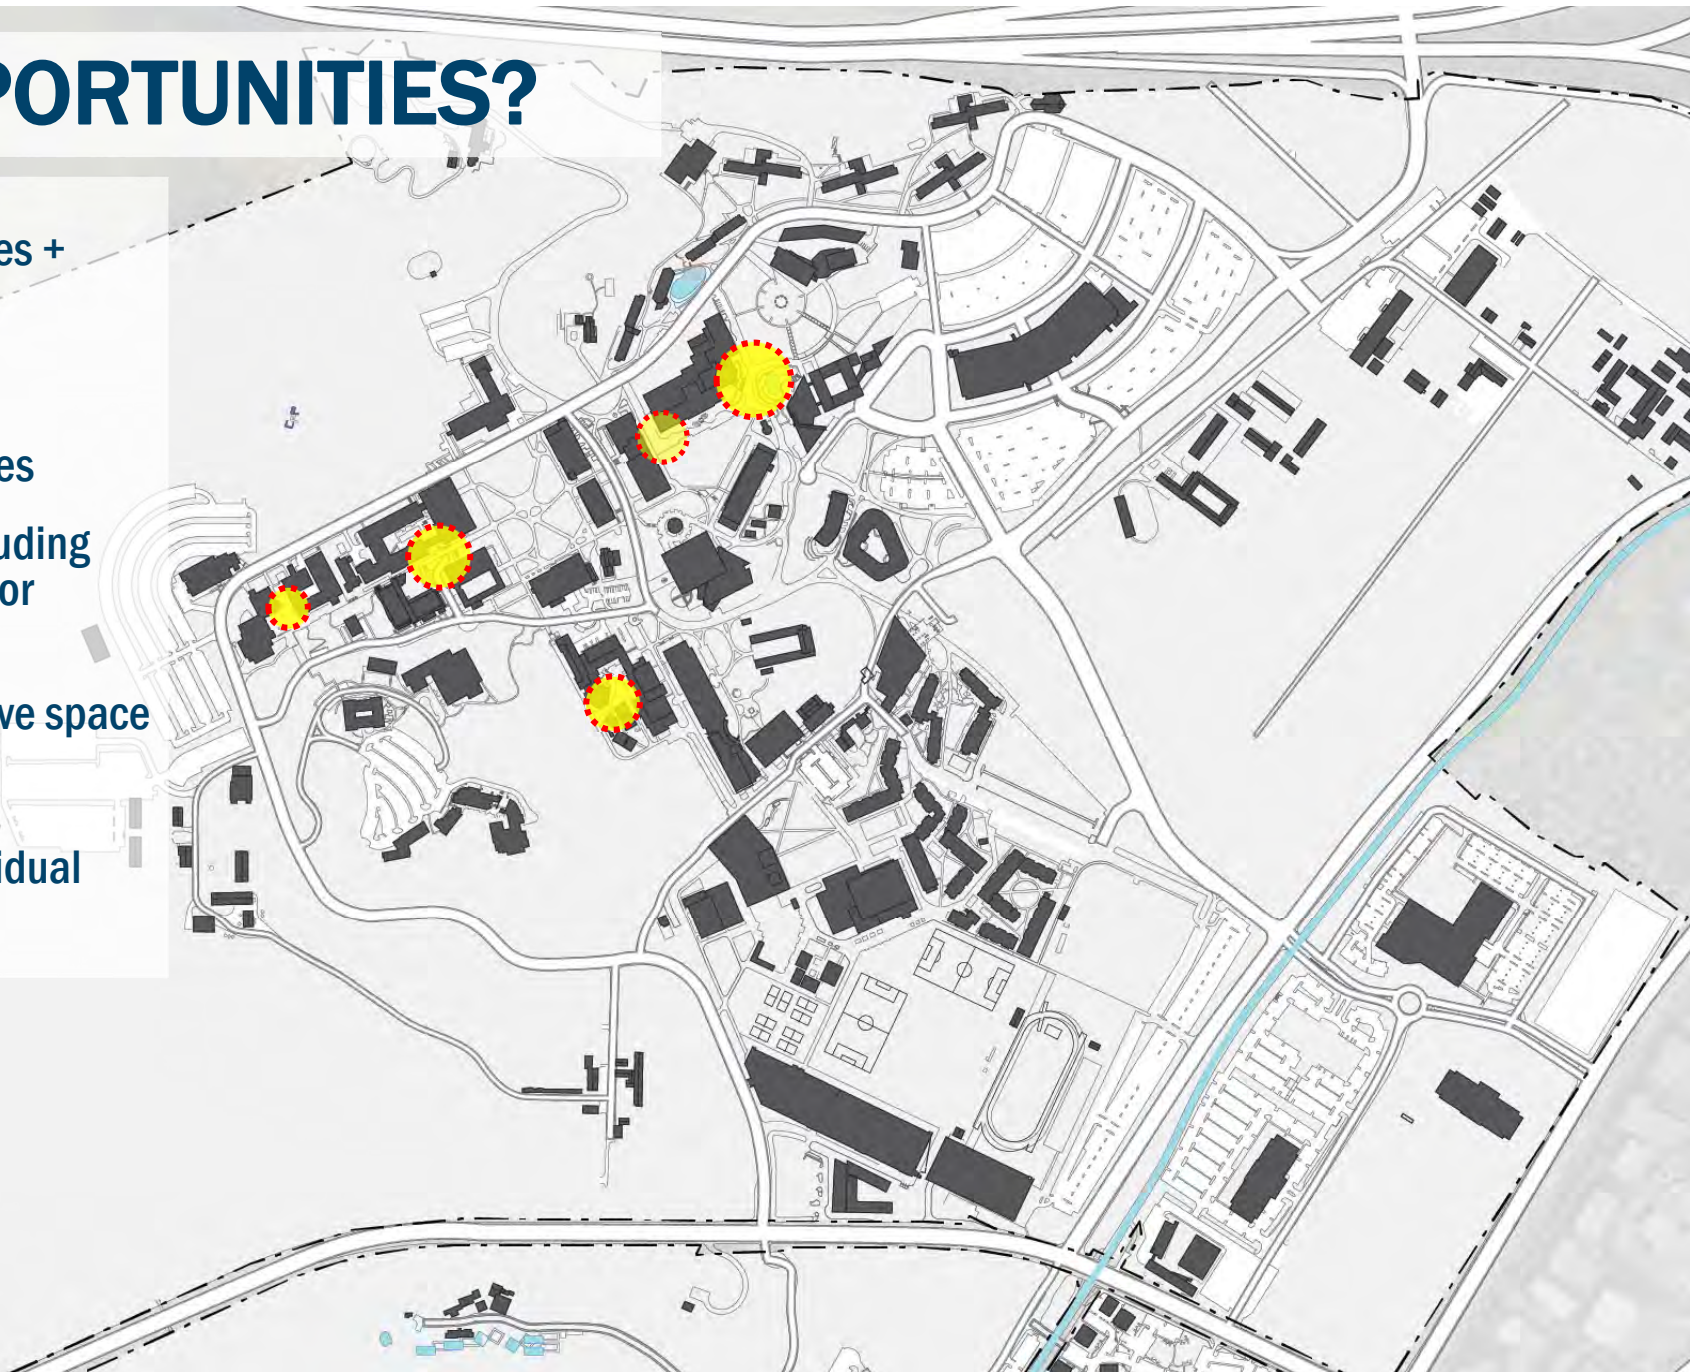 PORTUNITIES?
es +
es
uding
or
ve space
idual